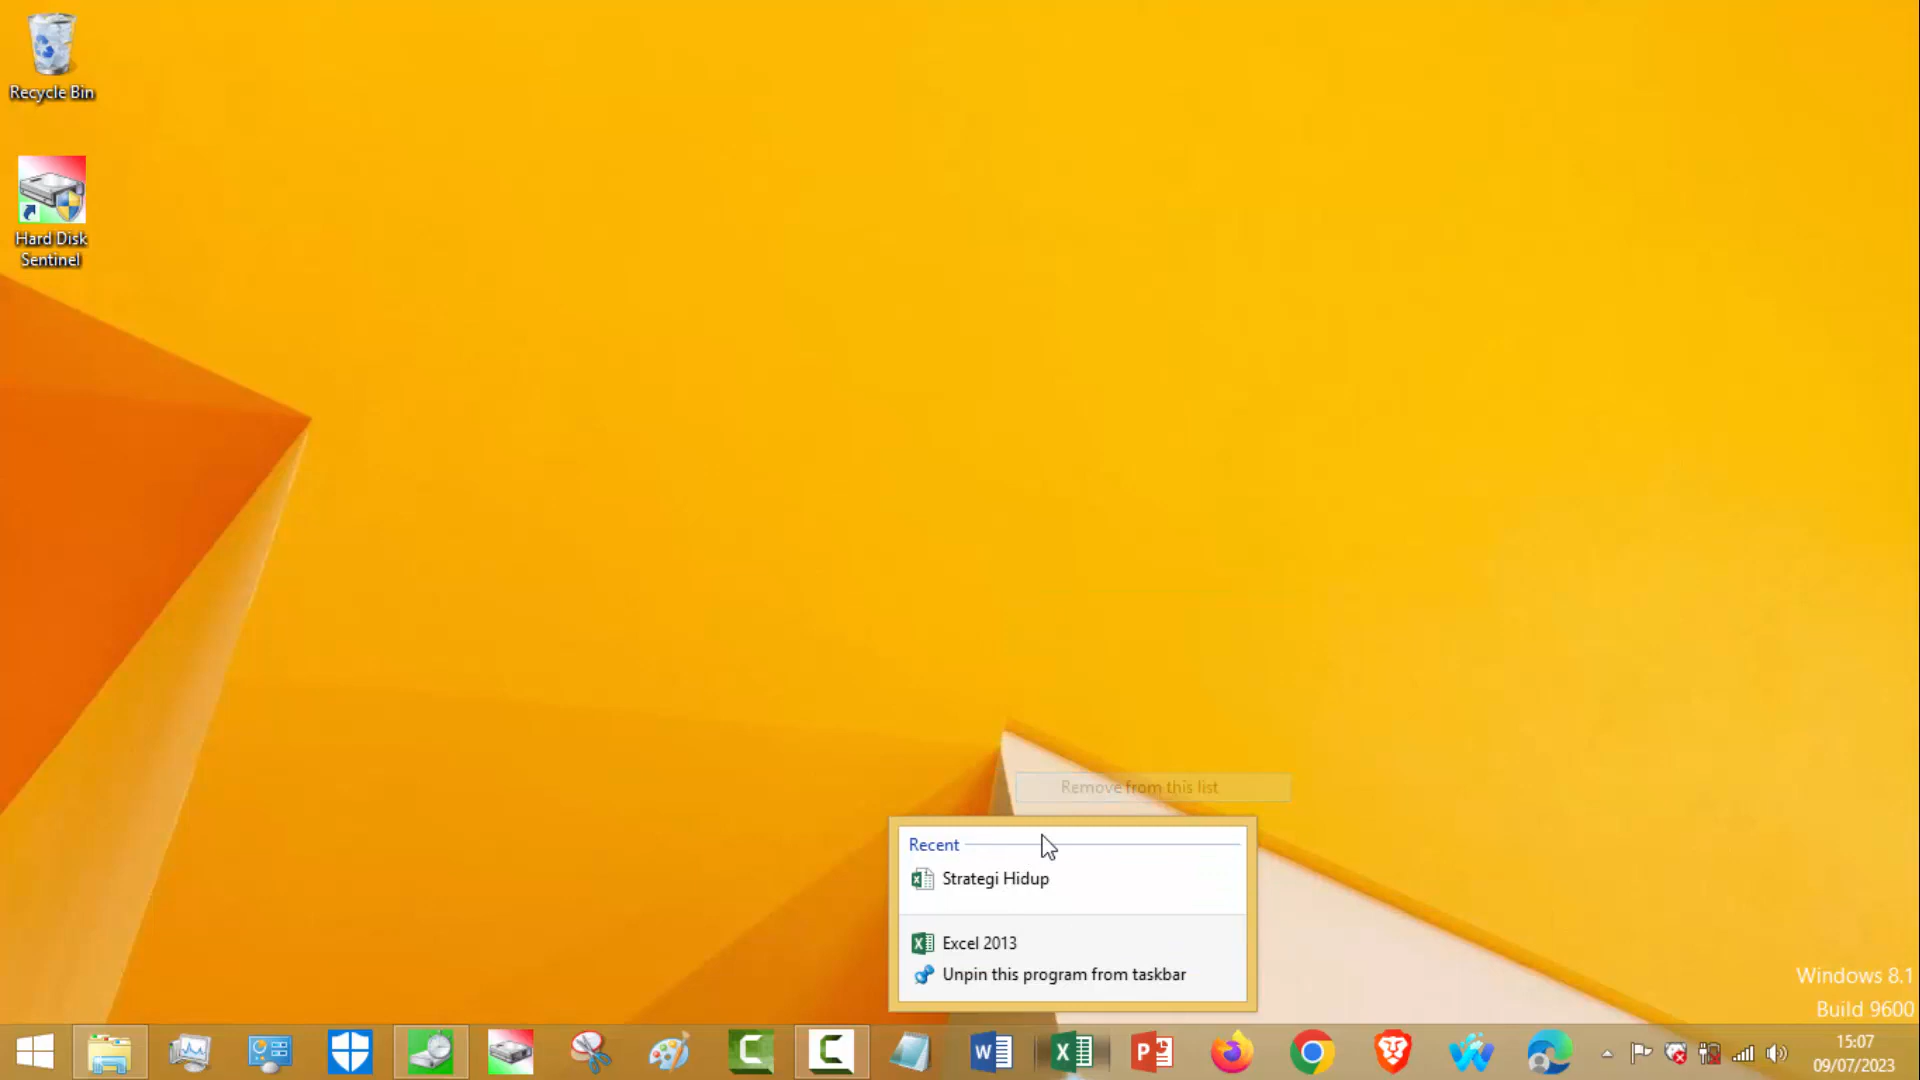 Recycle Bin
Hard Disk
Sentinel
Remove from this list
Recent
Strategi Hidup
Excel 2013
Unpin this program from taskbar
Windows 8.1
Build 9600
15:07
09/07/2023